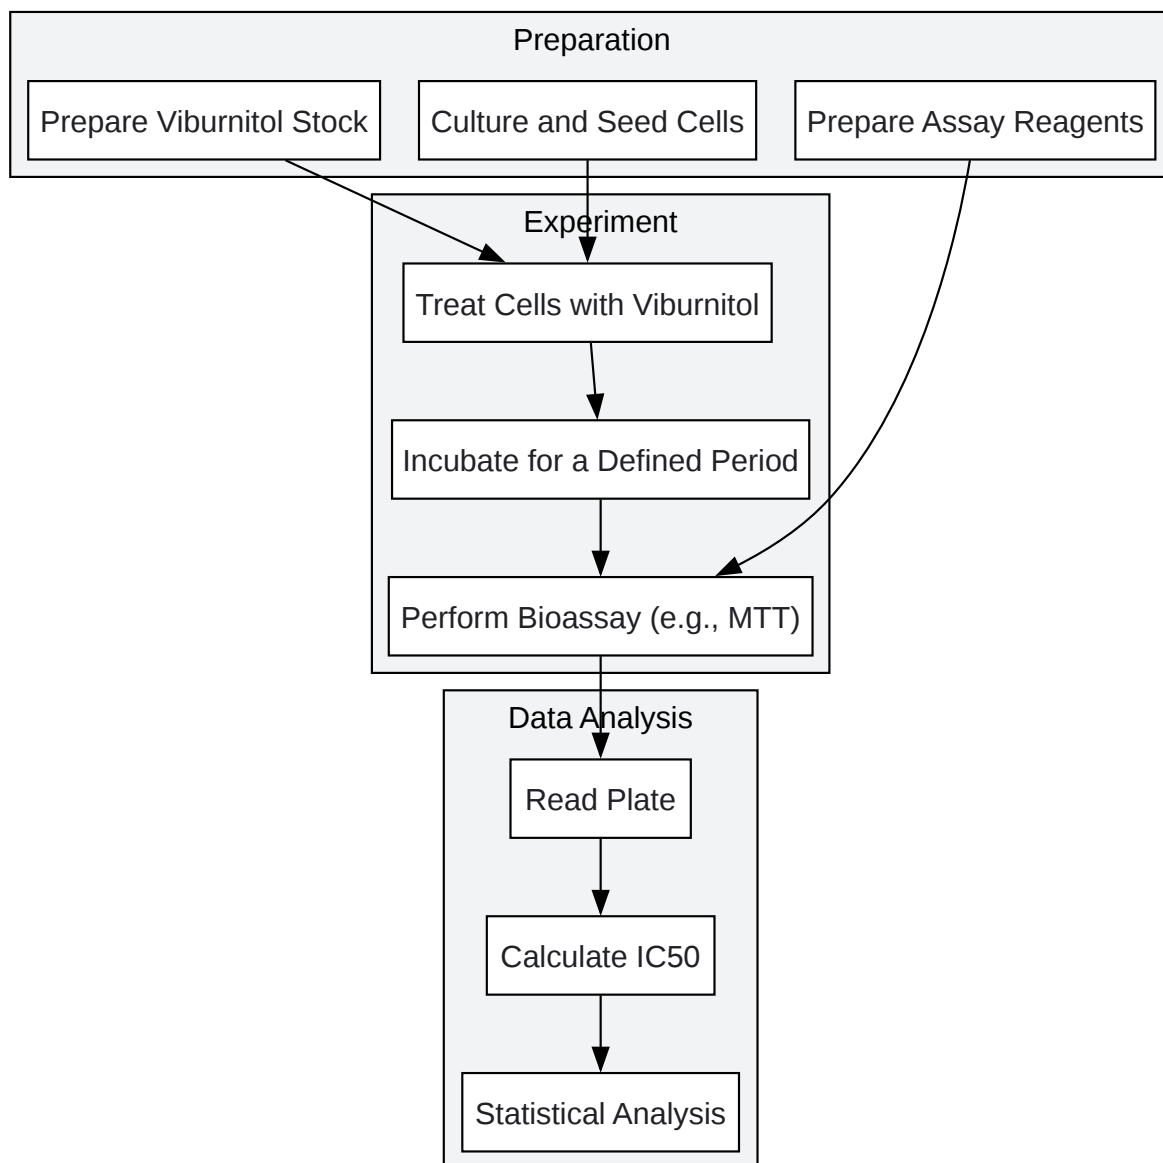 Preparation
Prepare Viburnitol Stock
Culture and Seed Cells
Prepare Assay Reagents
Experiment
Treat Cells with Viburnitol
Incubate for a Defined Period
Perform Bioassay (e.g., MTT)
Data Analysis
Read Plate
Calculate IC50
Statistical Analysis